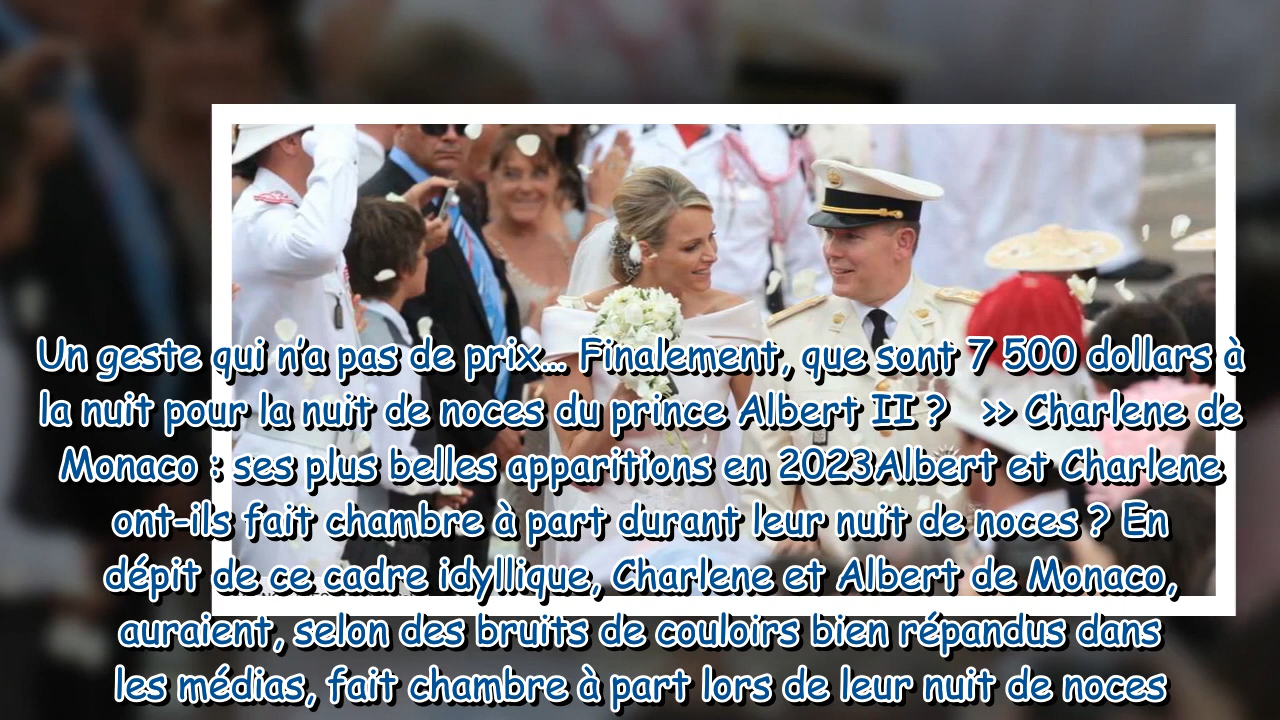 Un geste qui n'a pas de prix... Finalement, que sont 7 500 dollars à
la nuit pour la nuit de noces du prince Albert II ? >> Charlene de
Monaco : ses plus belles apparitions en 2023Albert et Charlene
ont-ils fait chambre à part durant leur nuit de noces ? En
dépit de ce cadre idyllique, Charlene et Albert de Monaco,
auraient, selon des bruits de couloirs bien répandus dans
les médias, fait chambre à part lors de leur nuit de noces